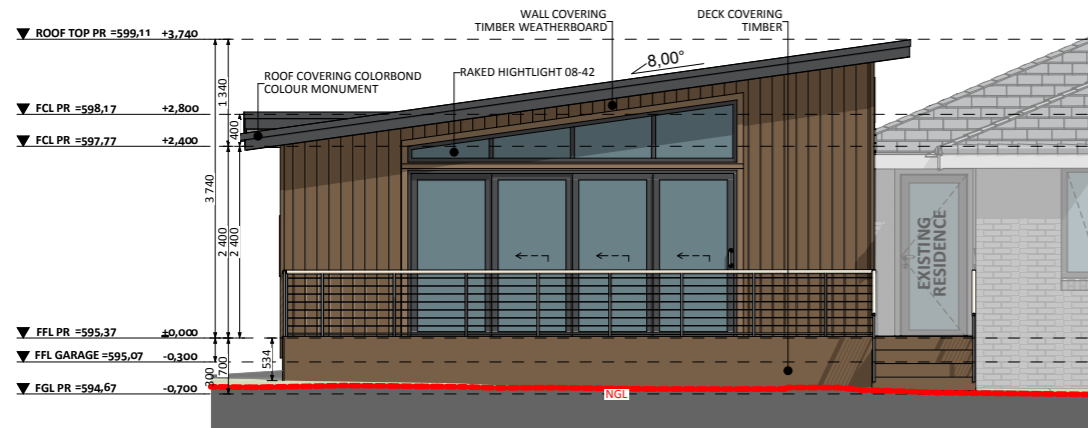 WALL COVERING
TIMBER WEATHERBOARD
DECK COVERING
TIMBER
ROOF TOP PR =599,11 +3,740
8,00°
ROOF COVERING COLORBOND
COLOUR MONUMENT
RAKED HIGHTLIGHT 08-42
1 340
FCL PR =598,17 +2,800
400
FCL PR =597,77 +2,400
3 740
2 400
2 400
EXISTING
RESIDENCE
FFL PR =595,37 ±0,000
FFL GARAGE =595,07 -0,300
534
300
700
FGL PR =594,67 -0,700
NGL